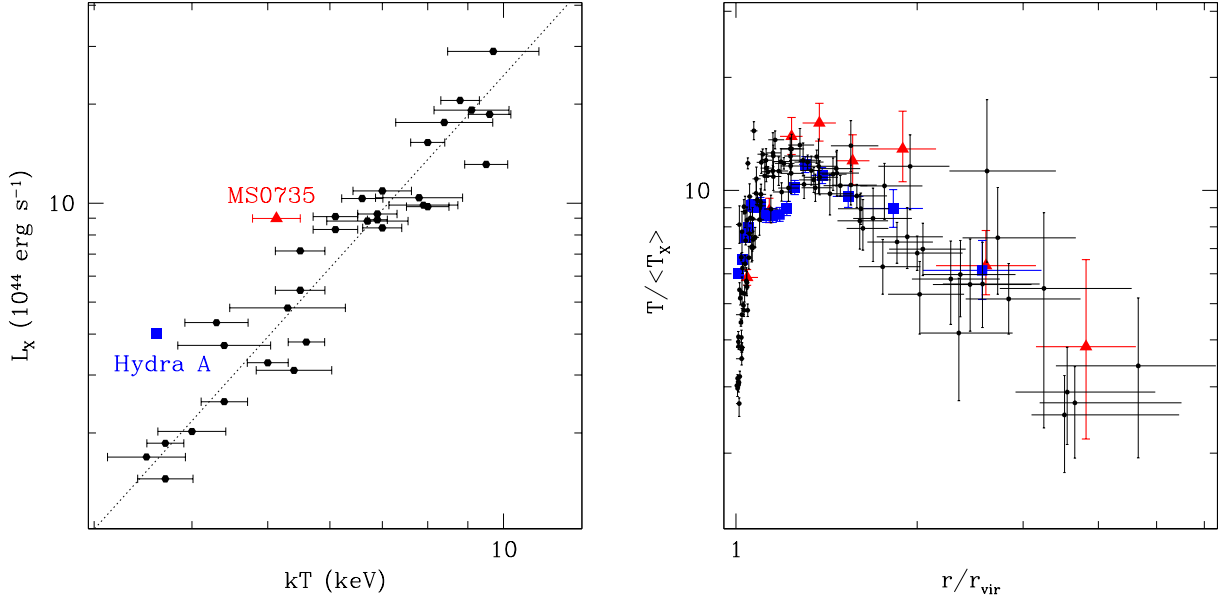 MS0735
Hydra A
10
L_X (10^44 erg s^−1)
10
kT (keV)
10
T/<T_X>
1
r/r_vir